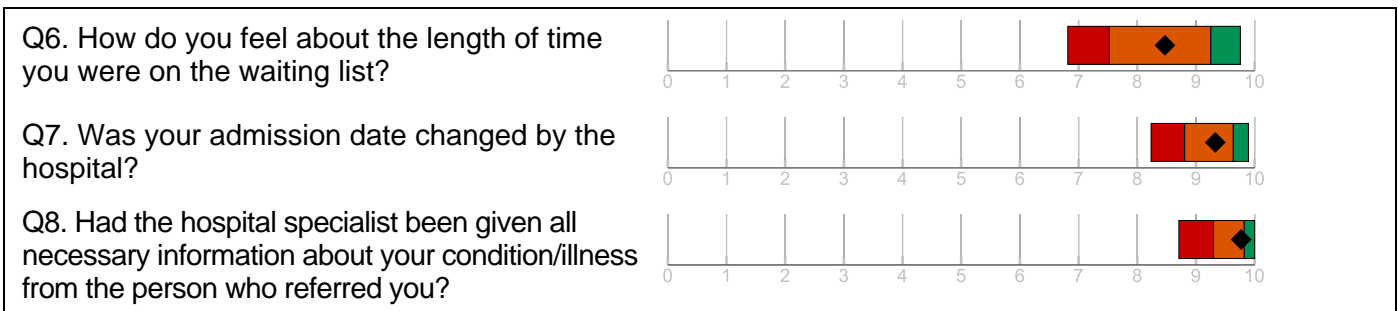 Q6. How do you feel about the length of time
you were on the waiting list?
0 1 2 3 4 5 6 7 8 9 10
Q7. Was your admission date changed by the
hospital?
0 1 2 3 4 5 6 7 8 9 10
Q8. Had the hospital specialist been given all
necessary information about your condition/illness
from the person who referred you?
0 1 2 3 4 5 6 7 8 9 10